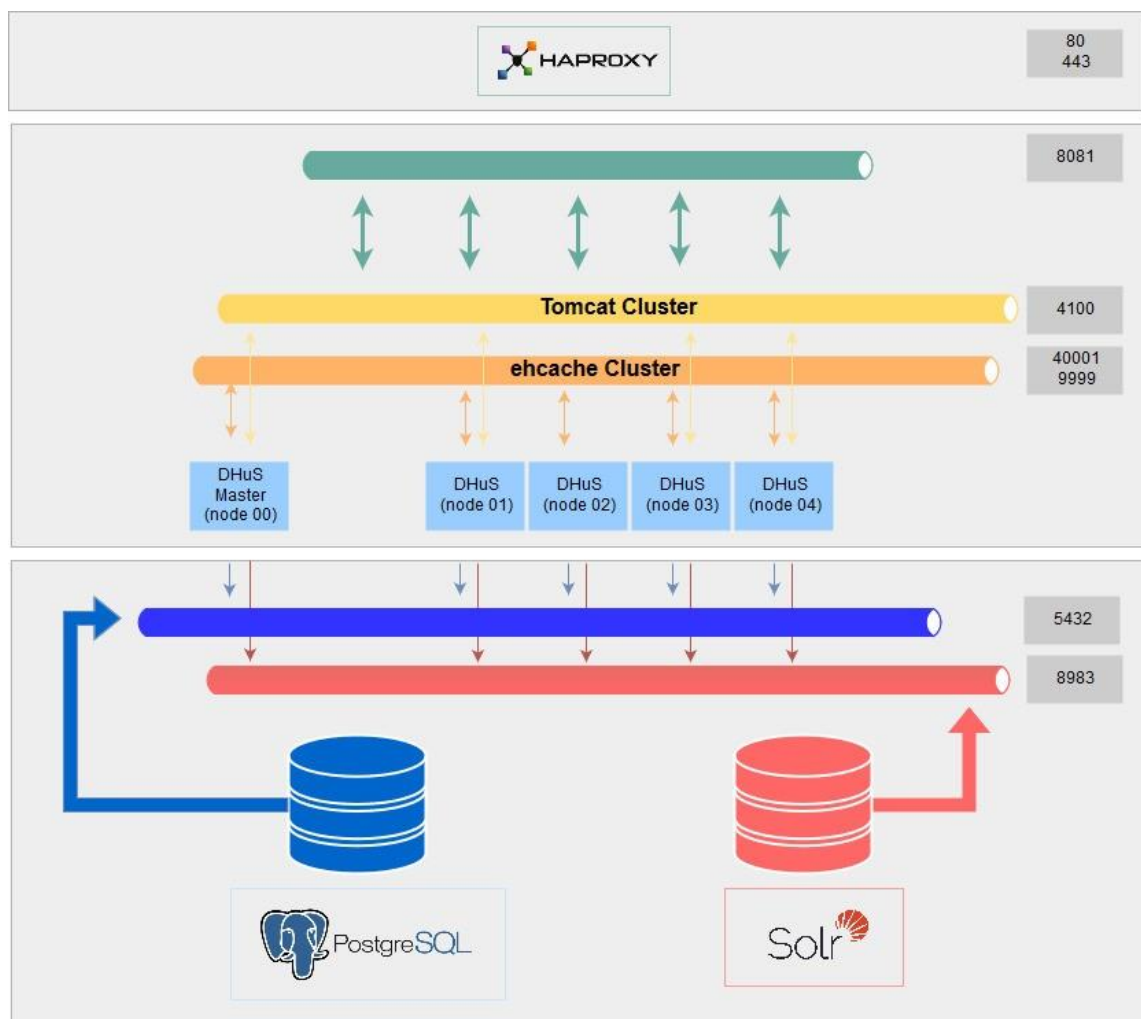 HAPROXY
80
443
8081
Tomcat Cluster
4100
ehcache Cluster
40001
9999
DHuS
Master
(node 00)
DHuS
(node 01)
DHuS
(node 02)
DHuS
(node 03)
DHuS
(node 04)
5432
8983
PostgreSQL
Solr